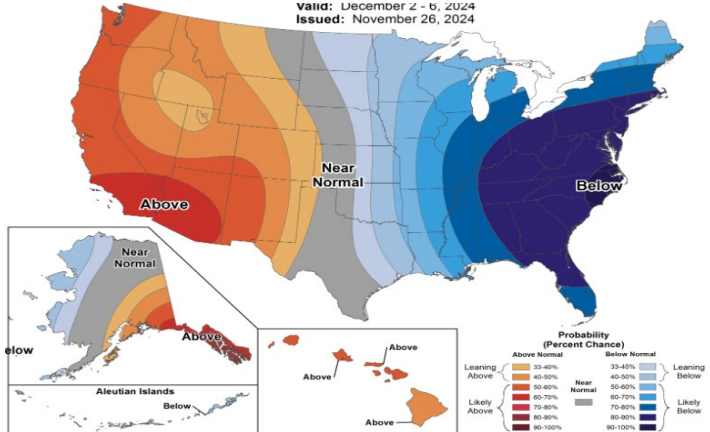 Valid: December 2 - 6, 2024
Issued: November 26, 2024
Near
Normal
Above
Below
Near
Normal
Above
elow
Aleutian Islands
Below
Above
Above
Above
Probability
(Percent Chance)
Above Normal
Below Normal
Leaning
Above
33-40%
40-50%
50-60%
60-70%
70-80%
80-90%
90-100%
Likely
Above
Near
Normal
33-40%
40-50%
50-60%
60-70%
70-80%
80-90%
90-100%
Leaning
Below
Likely
Below